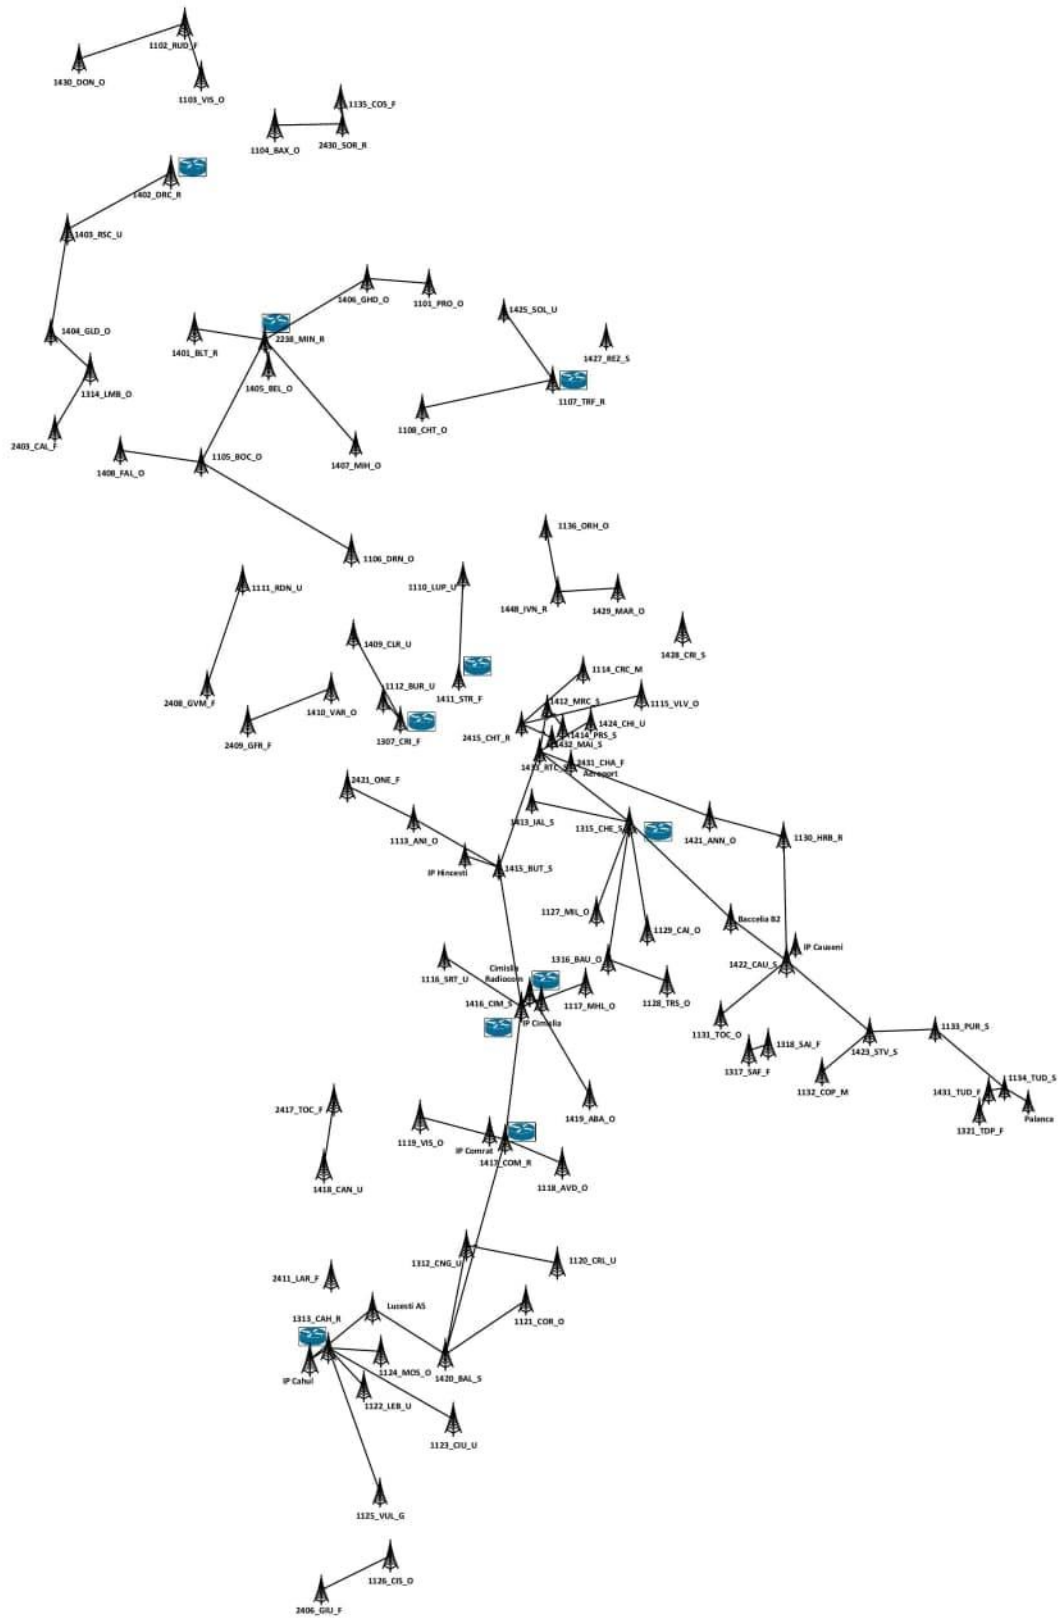 1102_RUD_F
1430_DON_O
1103_VIS_O
1135_COS_F
1104_BAX_O
2430_SOR_R
1402_DRC_R
1403_RSC_U
1406_GHD_O
1101_PRO_O
1425_SOL_U
1404_GLD_O
2238_MIN_R
1401_BLT_R
1427_REZ_S
1405_BEL_O
1314_LMB_O
1107_TRF_R
1108_CHT_O
2403_CAL_F
1105_BOC_O
1407_MIH_O
1408_FAL_O
1136_ORH_O
1106_DRN_O
1111_RDN_U
1110_LUP_U
1448_IVN_R
1429_MAR_O
1409_CLR_U
1428_CRI_S
1114_CRC_M
1112_BUR_U
1411_STR_F
2408_GVM_F
1412_MRC_S
1115_VLV_O
1410_VAR_O
1424_CHI_U
2415_CHT_R
1414_PRS_S
1307_CRI_F
2409_GFR_F
1432_MAI_S
2431_CHA_F
Aeroport
2421_ONE_F
1413_IAL_S
1315_CHE_S
1113_ANI_O
1421_ANN_O
1130_HRB_R
1415_BUT_S
IP Hincesti
1127_MIL_O
Baccelia B2
1129_CAI_O
IP Causeni
1316_BAU_O
1422_CAU_S
Cimislia
Radiocom
1116_SRT_U
1128_TRS_O
1416_CIM_S
1117_MHL_O
IP Cimislia
1131_TOC_O
1133_PUR_S
1318_SAI_F
1423_STV_S
1317_SAF_F
1134_TUD_S
1132_COP_M
1431_TUD_F
Palanca
1321_TDP_F
2417_TOC_F
1419_ABA_O
1119_VIS_O
IP Comrat
1417_COM_R
1118_AVD_O
1418_CAN_U
1312_CNG_U
1120_CRL_U
2411_LAR_F
Lucesti A5
1313_CAH_R
1121_COR_O
1124_MOS_O
1420_BAL_S
IP Cahul
1122_LEB_U
1123_CIU_U
1125_VUL_G
1126_CIS_O
2406_GIU_F